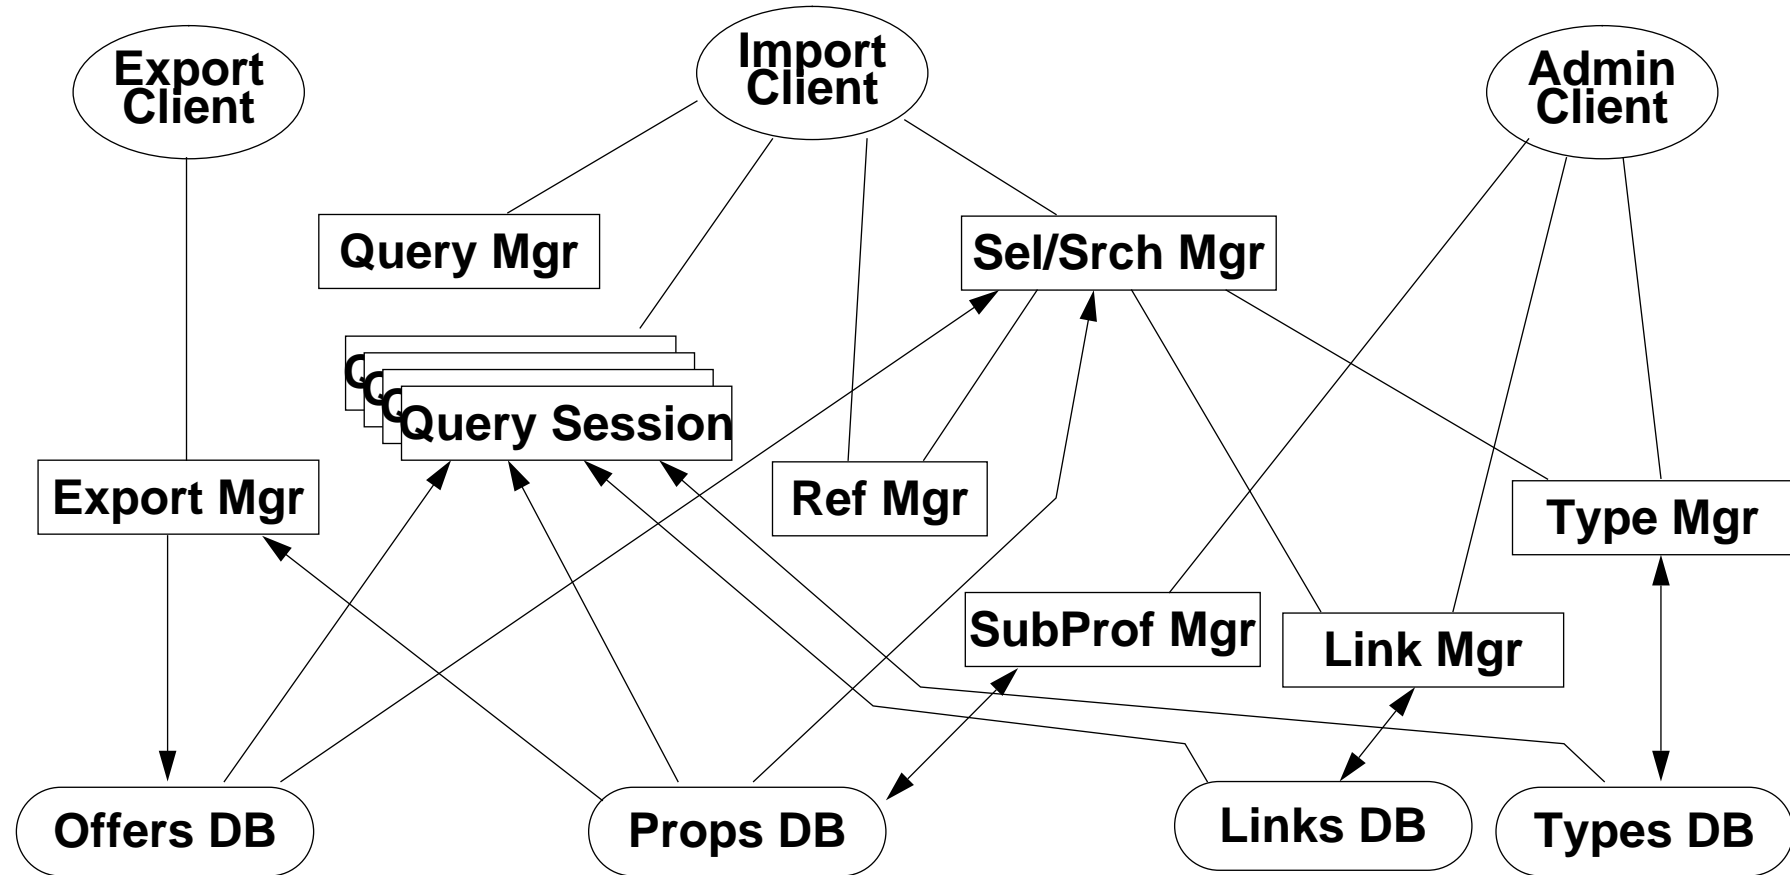 Export
Client
Import
Client
Admin
Client
Query Mgr
Sel/Srch Mgr
Q
Q
Q
Query Session
Export Mgr
Ref Mgr
Type Mgr
SubProf Mgr
Link Mgr
Offers DB
Props DB
Links DB
Types DB